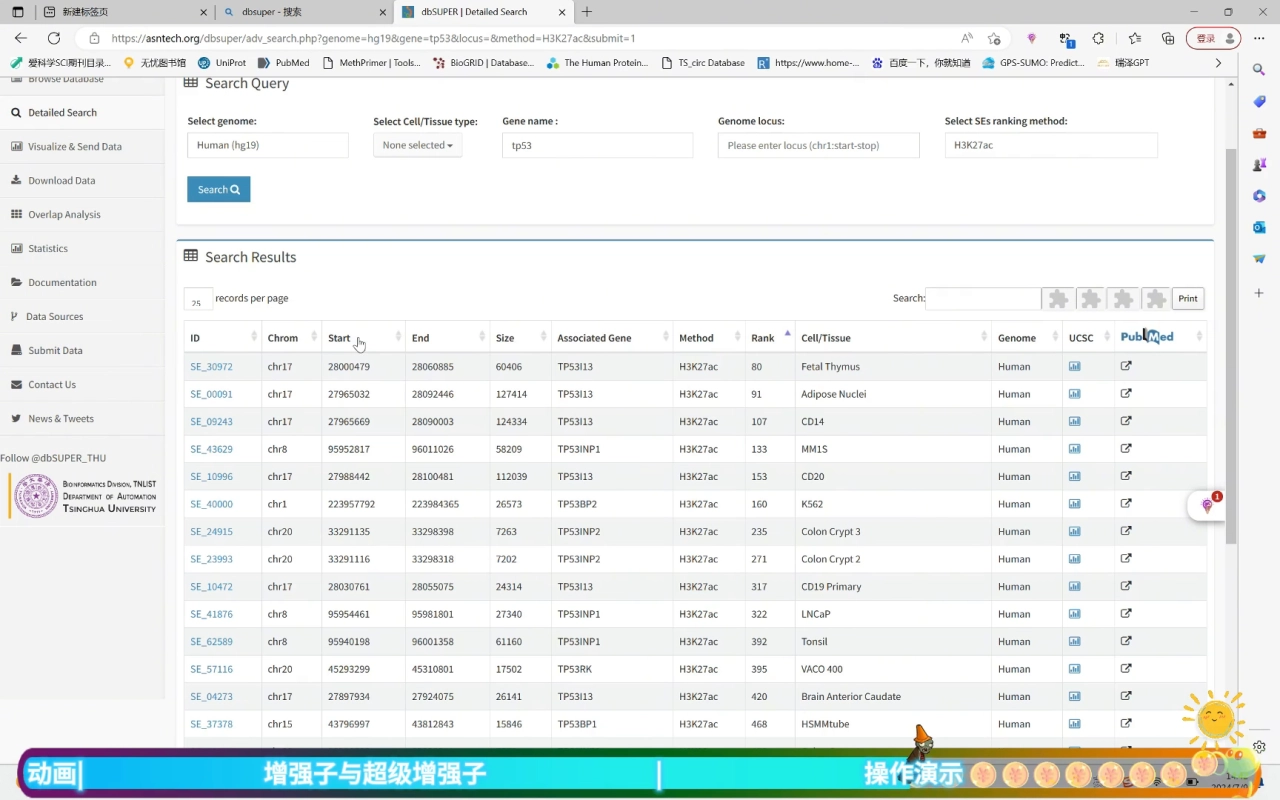 新建标签页
dbsuper - 搜索
dbSUPER | Detailed Search
https://asntech.org/dbsuper/adv_search.php?genome=hg19&gene=tp53&locus=&method=H3K27ac&submit=1
登录
爱科学SCI期刊目录...
无忧图书馆
UniProt
PubMed
MethPrimer | Tools...
BioGRID | Database...
The Human Protein...
TS_circ Database
https://www.home-...
百度一下，你就知道
GPS-SUMO: Predict...
瑞泽GPT
Browse Database
Detailed Search
Visualize & Send Data
Download Data
Overlap Analysis
Statistics
Documentation
Data Sources
Submit Data
Contact Us
News & Tweets
Follow @dbSUPER_THU
Bioinformatics Division, TNLIST
Department of Automation
Tsinghua University
Search Query
Select genome: Select Cell/Tissue type: Gene name : Genome locus: Select SEs ranking method:
Human (hg19) None selected tp53 Please enter locus (chr1:start-stop) H3K27ac
Search
Search Results
25 records per page Search: Print
ID Chrom Start End Size Associated Gene Method Rank Cell/Tissue Genome UCSC PubMed
SE_30972 chr17 28000479 28060885 60406 TP53I13 H3K27ac 80 Fetal Thymus Human
SE_00091 chr17 27965032 28092446 127414 TP53I13 H3K27ac 91 Adipose Nuclei Human
SE_09243 chr17 27965669 28090003 124334 TP53I13 H3K27ac 107 CD14 Human
SE_43629 chr8 95952817 96011026 58209 TP53INP1 H3K27ac 133 MM1S Human
SE_10996 chr17 27988442 28100481 112039 TP53I13 H3K27ac 153 CD20 Human
SE_40000 chr1 223957792 223984365 26573 TP53BP2 H3K27ac 160 K562 Human
SE_24915 chr20 33291135 33298398 7263 TP53INP2 H3K27ac 235 Colon Crypt 3 Human
SE_23993 chr20 33291116 33298318 7202 TP53INP2 H3K27ac 271 Colon Crypt 2 Human
SE_10472 chr17 28030761 28055075 24314 TP53I13 H3K27ac 317 CD19 Primary Human
SE_41876 chr8 95954461 95981801 27340 TP53INP1 H3K27ac 322 LNCaP Human
SE_62589 chr8 95940198 96001358 61160 TP53INP1 H3K27ac 392 Tonsil Human
SE_57116 chr20 45293299 45310801 17502 TP53RK H3K27ac 395 VACO 400 Human
SE_04273 chr17 27897934 27924075 26141 TP53I13 H3K27ac 420 Brain Anterior Caudate Human
SE_37378 chr15 43796997 43812843 15846 TP53BP1 H3K27ac 468 HSMMtube Human
动画| 增强子与超级增强子 | 操作演示